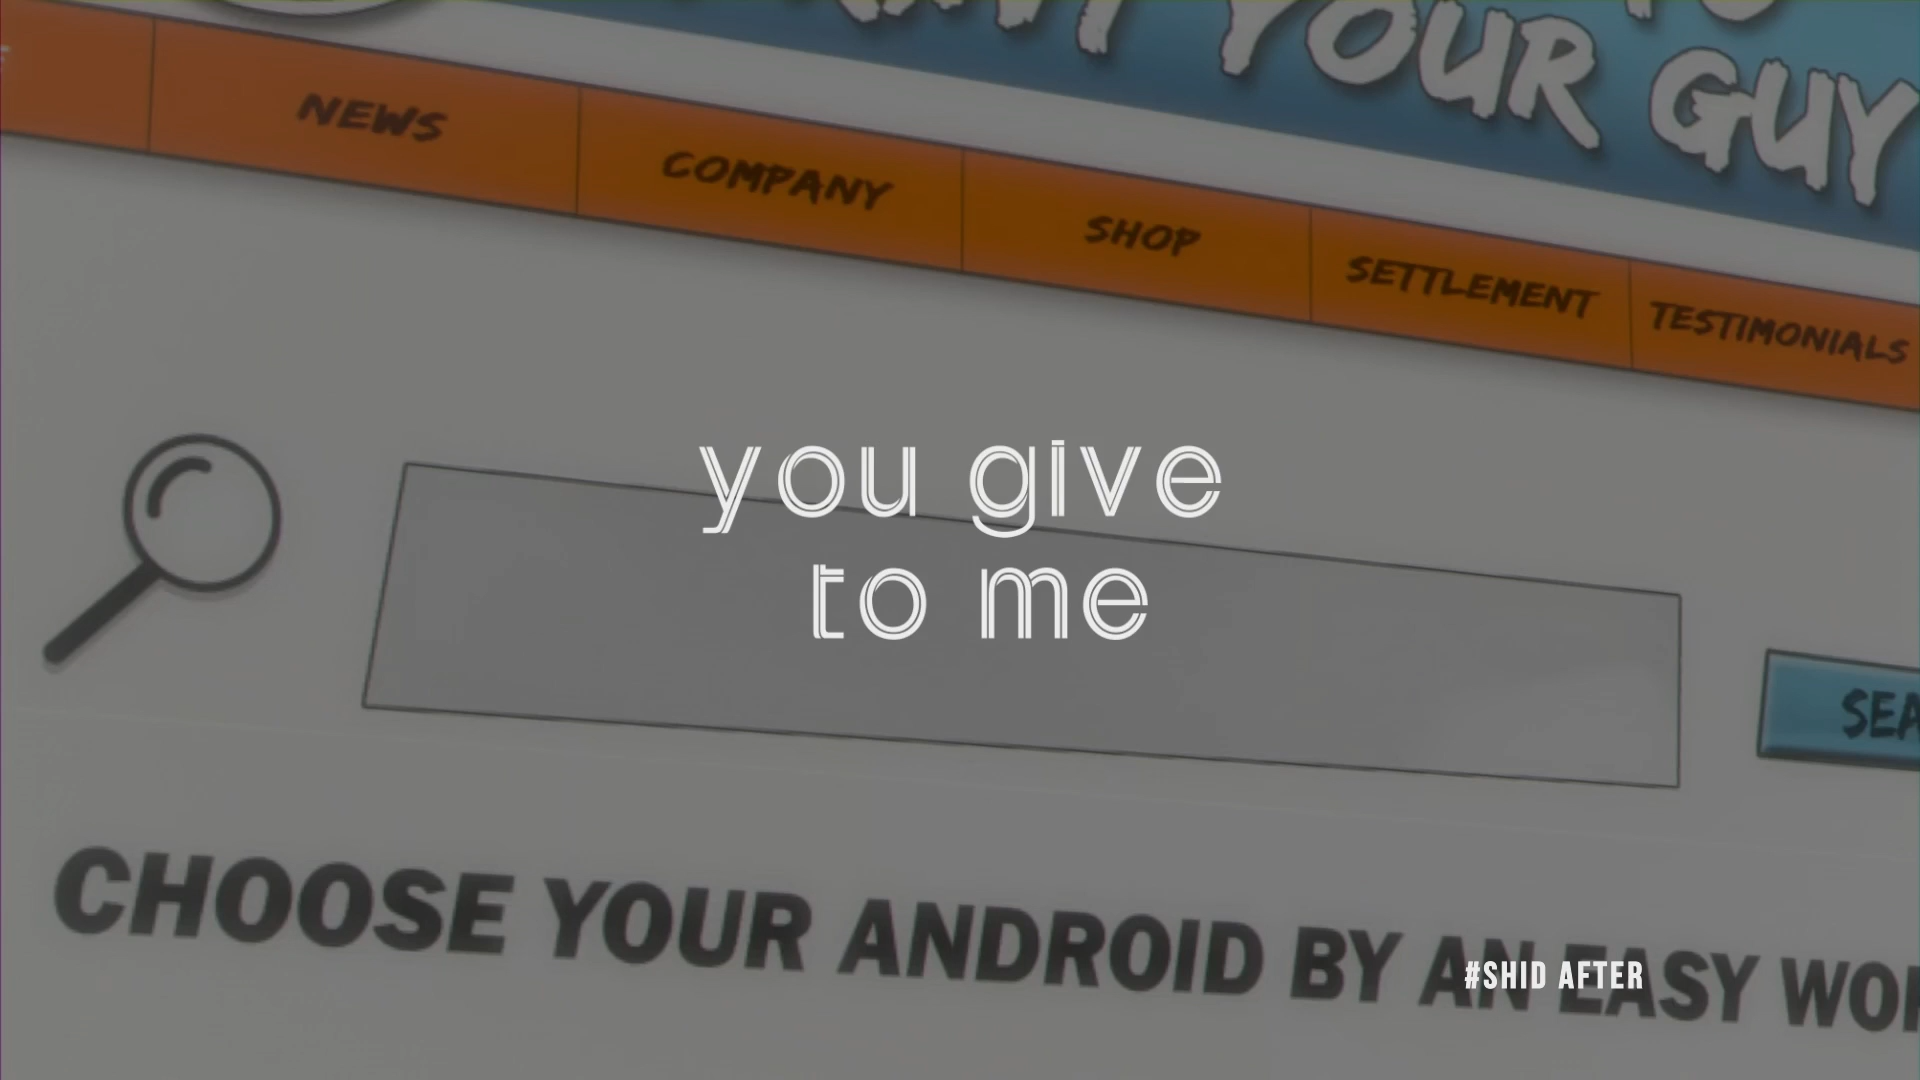 YOUR GUY
NEWS
COMPANY
SHOP
SETTLEMENT
TESTIMONIALS
you give
to me
CHOOSE YOUR ANDROID BY AN EASY
#SHID AFTER